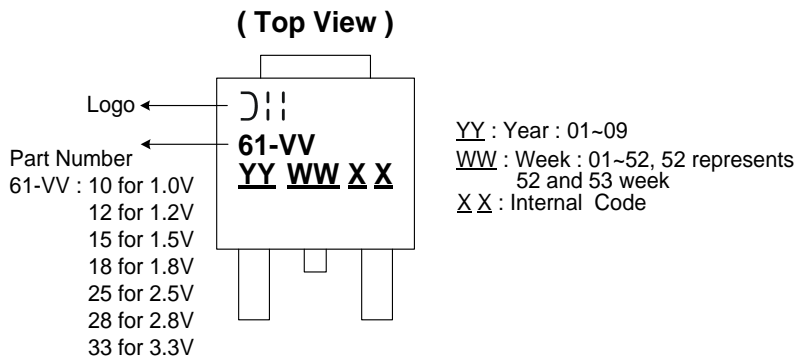 ( Top View )
Logo
61-VV
YY WW X X
Part Number
61-VV : 10 for 1.0V
12 for 1.2V
15 for 1.5V
18 for 1.8V
25 for 2.5V
28 for 2.8V
33 for 3.3V
YY : Year : 01~09
WW : Week : 01~52, 52 represents
52 and 53 week
X X : Internal Code